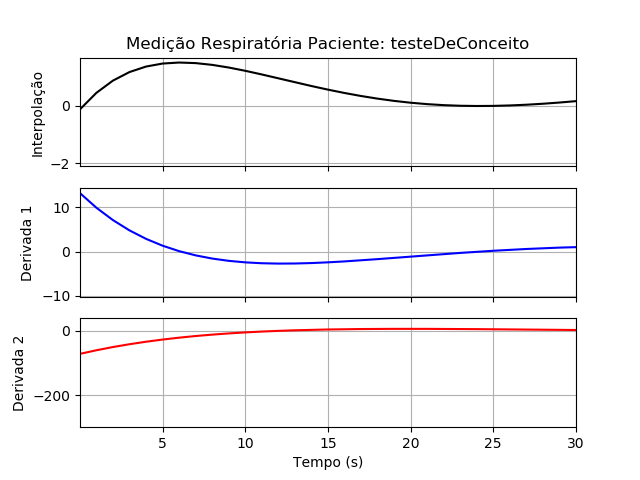 Medição Respiratória Paciente: testeDeConceito
Interpolação
0
−2
Derivada 1
10
0
−10
Derivada 2
0
−200
5
10
15
20
25
30
Tempo (s)